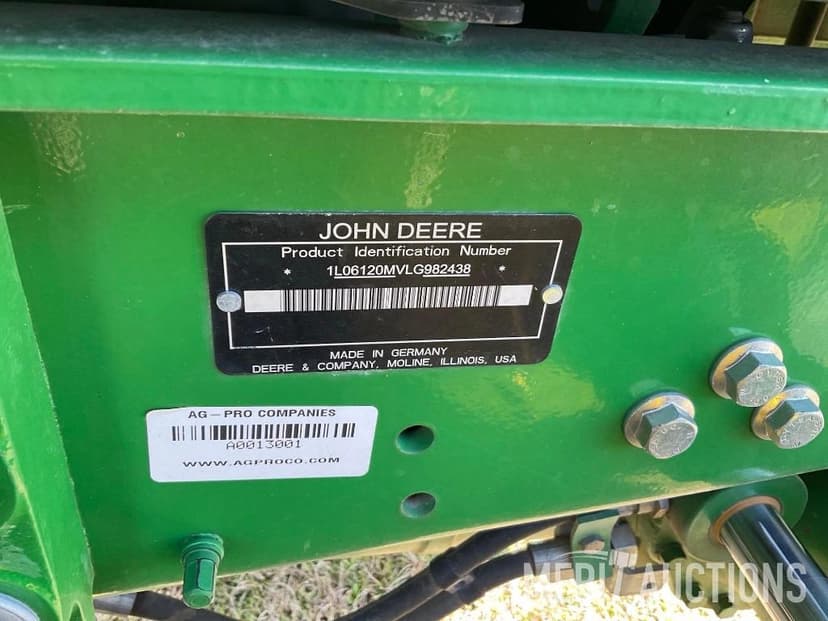 JOHN DEERE
Product Identification Number
* 1L06120MVLG982438 *
MADE IN GERMANY
DEERE & COMPANY, MOLINE, ILLINOIS, USA
AG-PRO COMPANIES
A0013001
WWW.AGPROCO.COM
MERIT AUCTIONS